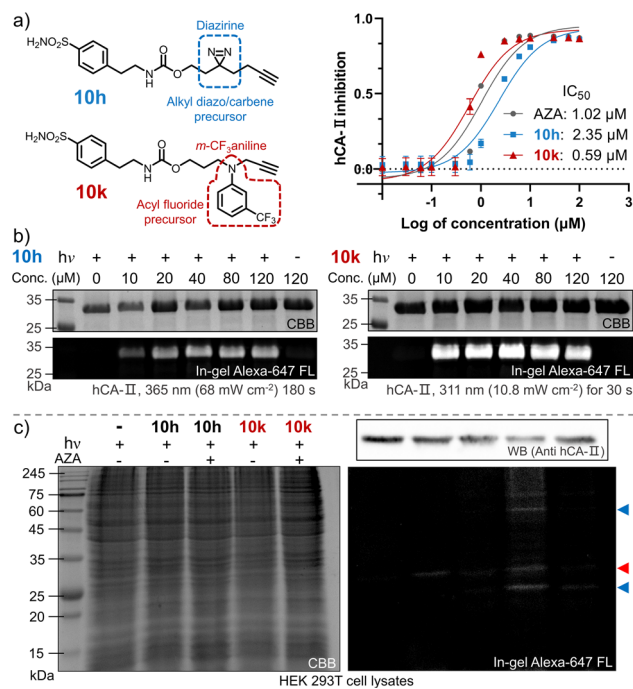 a)
Diazirine
H2NO2S
N=N
N
H
O
O
10h
Alkyl diazo/carbene
precursor
H2NO2S
m-CF3aniline
N
H
O
O
N
10k
Acyl fluoride
precursor
CF3
hCA-II inhibition
1.0
0.5
0.0
-2
-1
0
1
2
3
Log of concentration (μM)
IC50
AZA: 1.02 μM
10h: 2.35 μM
10k: 0.59 μM
b)
10h hν + + + + + + -
Conc. (μM) 0 10 20 40 80 120 120
35
25
CBB
35
25
kDa
In-gel Alexa-647 FL
hCA-II, 365 nm (68 mW cm-2) 180 s
10k hν + + + + + + -
Conc. (μM) 0 10 20 40 80 120 120
35
25
CBB
35
25
kDa
In-gel Alexa-647 FL
hCA-II, 311 nm (10.8 mW cm-2) for 30 s
c)
- 10h 10h 10k 10k
hν + + + + +
AZA - - + - +
245
75
60
45
35
25
20
15
kDa
CBB
WB (Anti hCA-II)
In-gel Alexa-647 FL
HEK 293T cell lysates